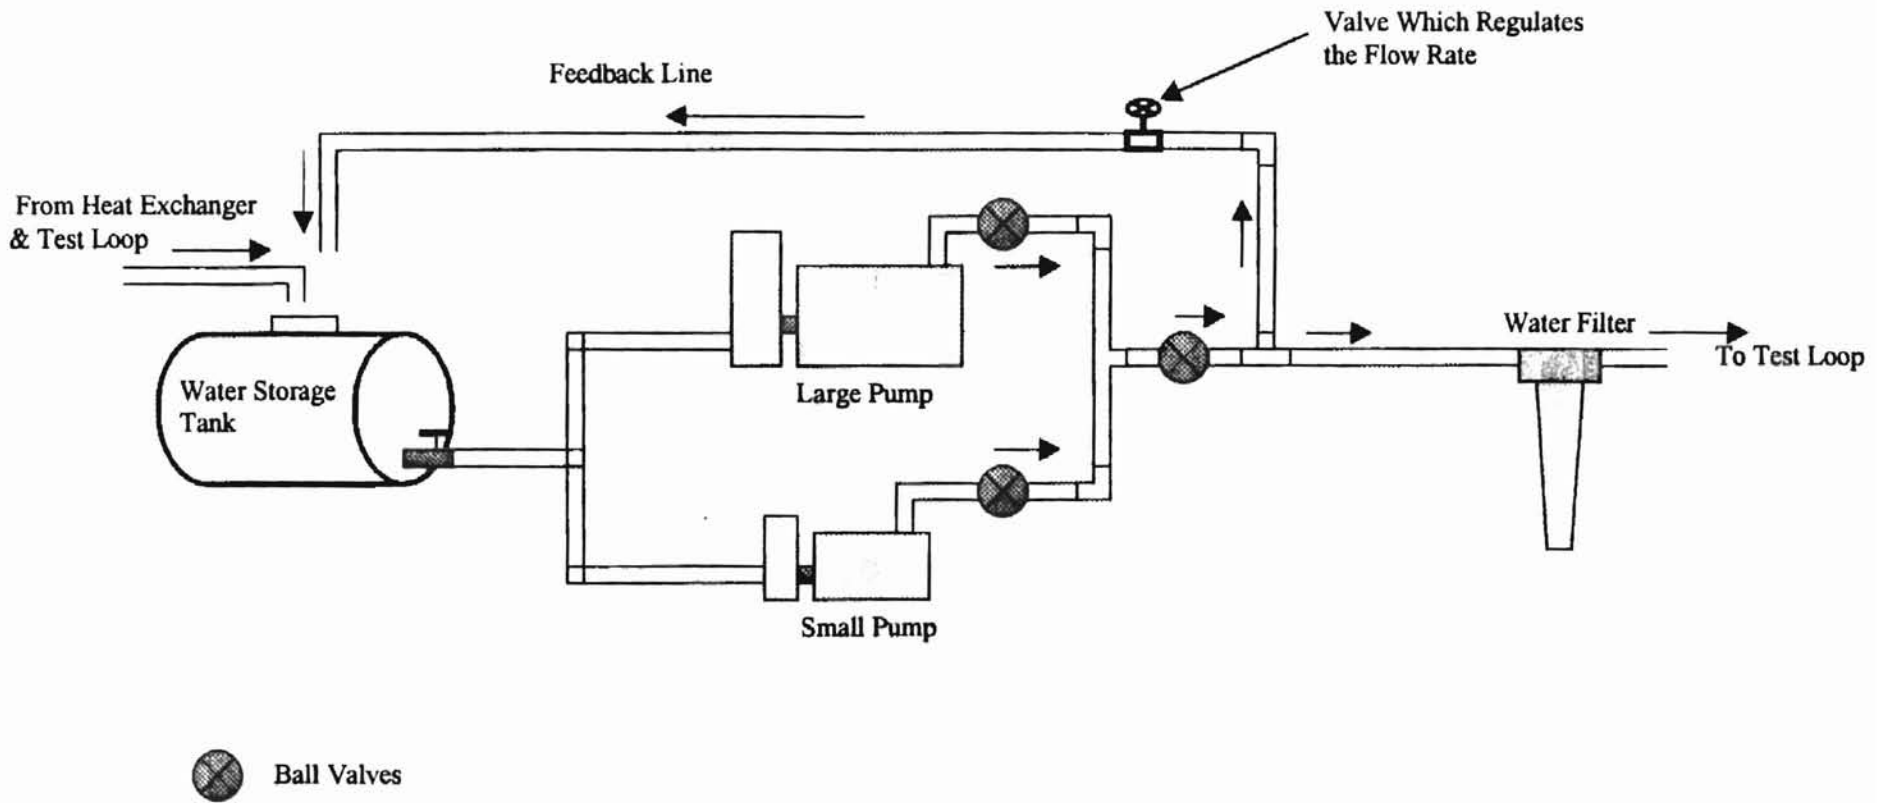 Valve Which Regulates
the Flow Rate
Feedback Line
From Heat Exchanger
& Test Loop
Water Filter
To Test Loop
Large Pump
Water Storage
Tank
Small Pump
Ball Valves